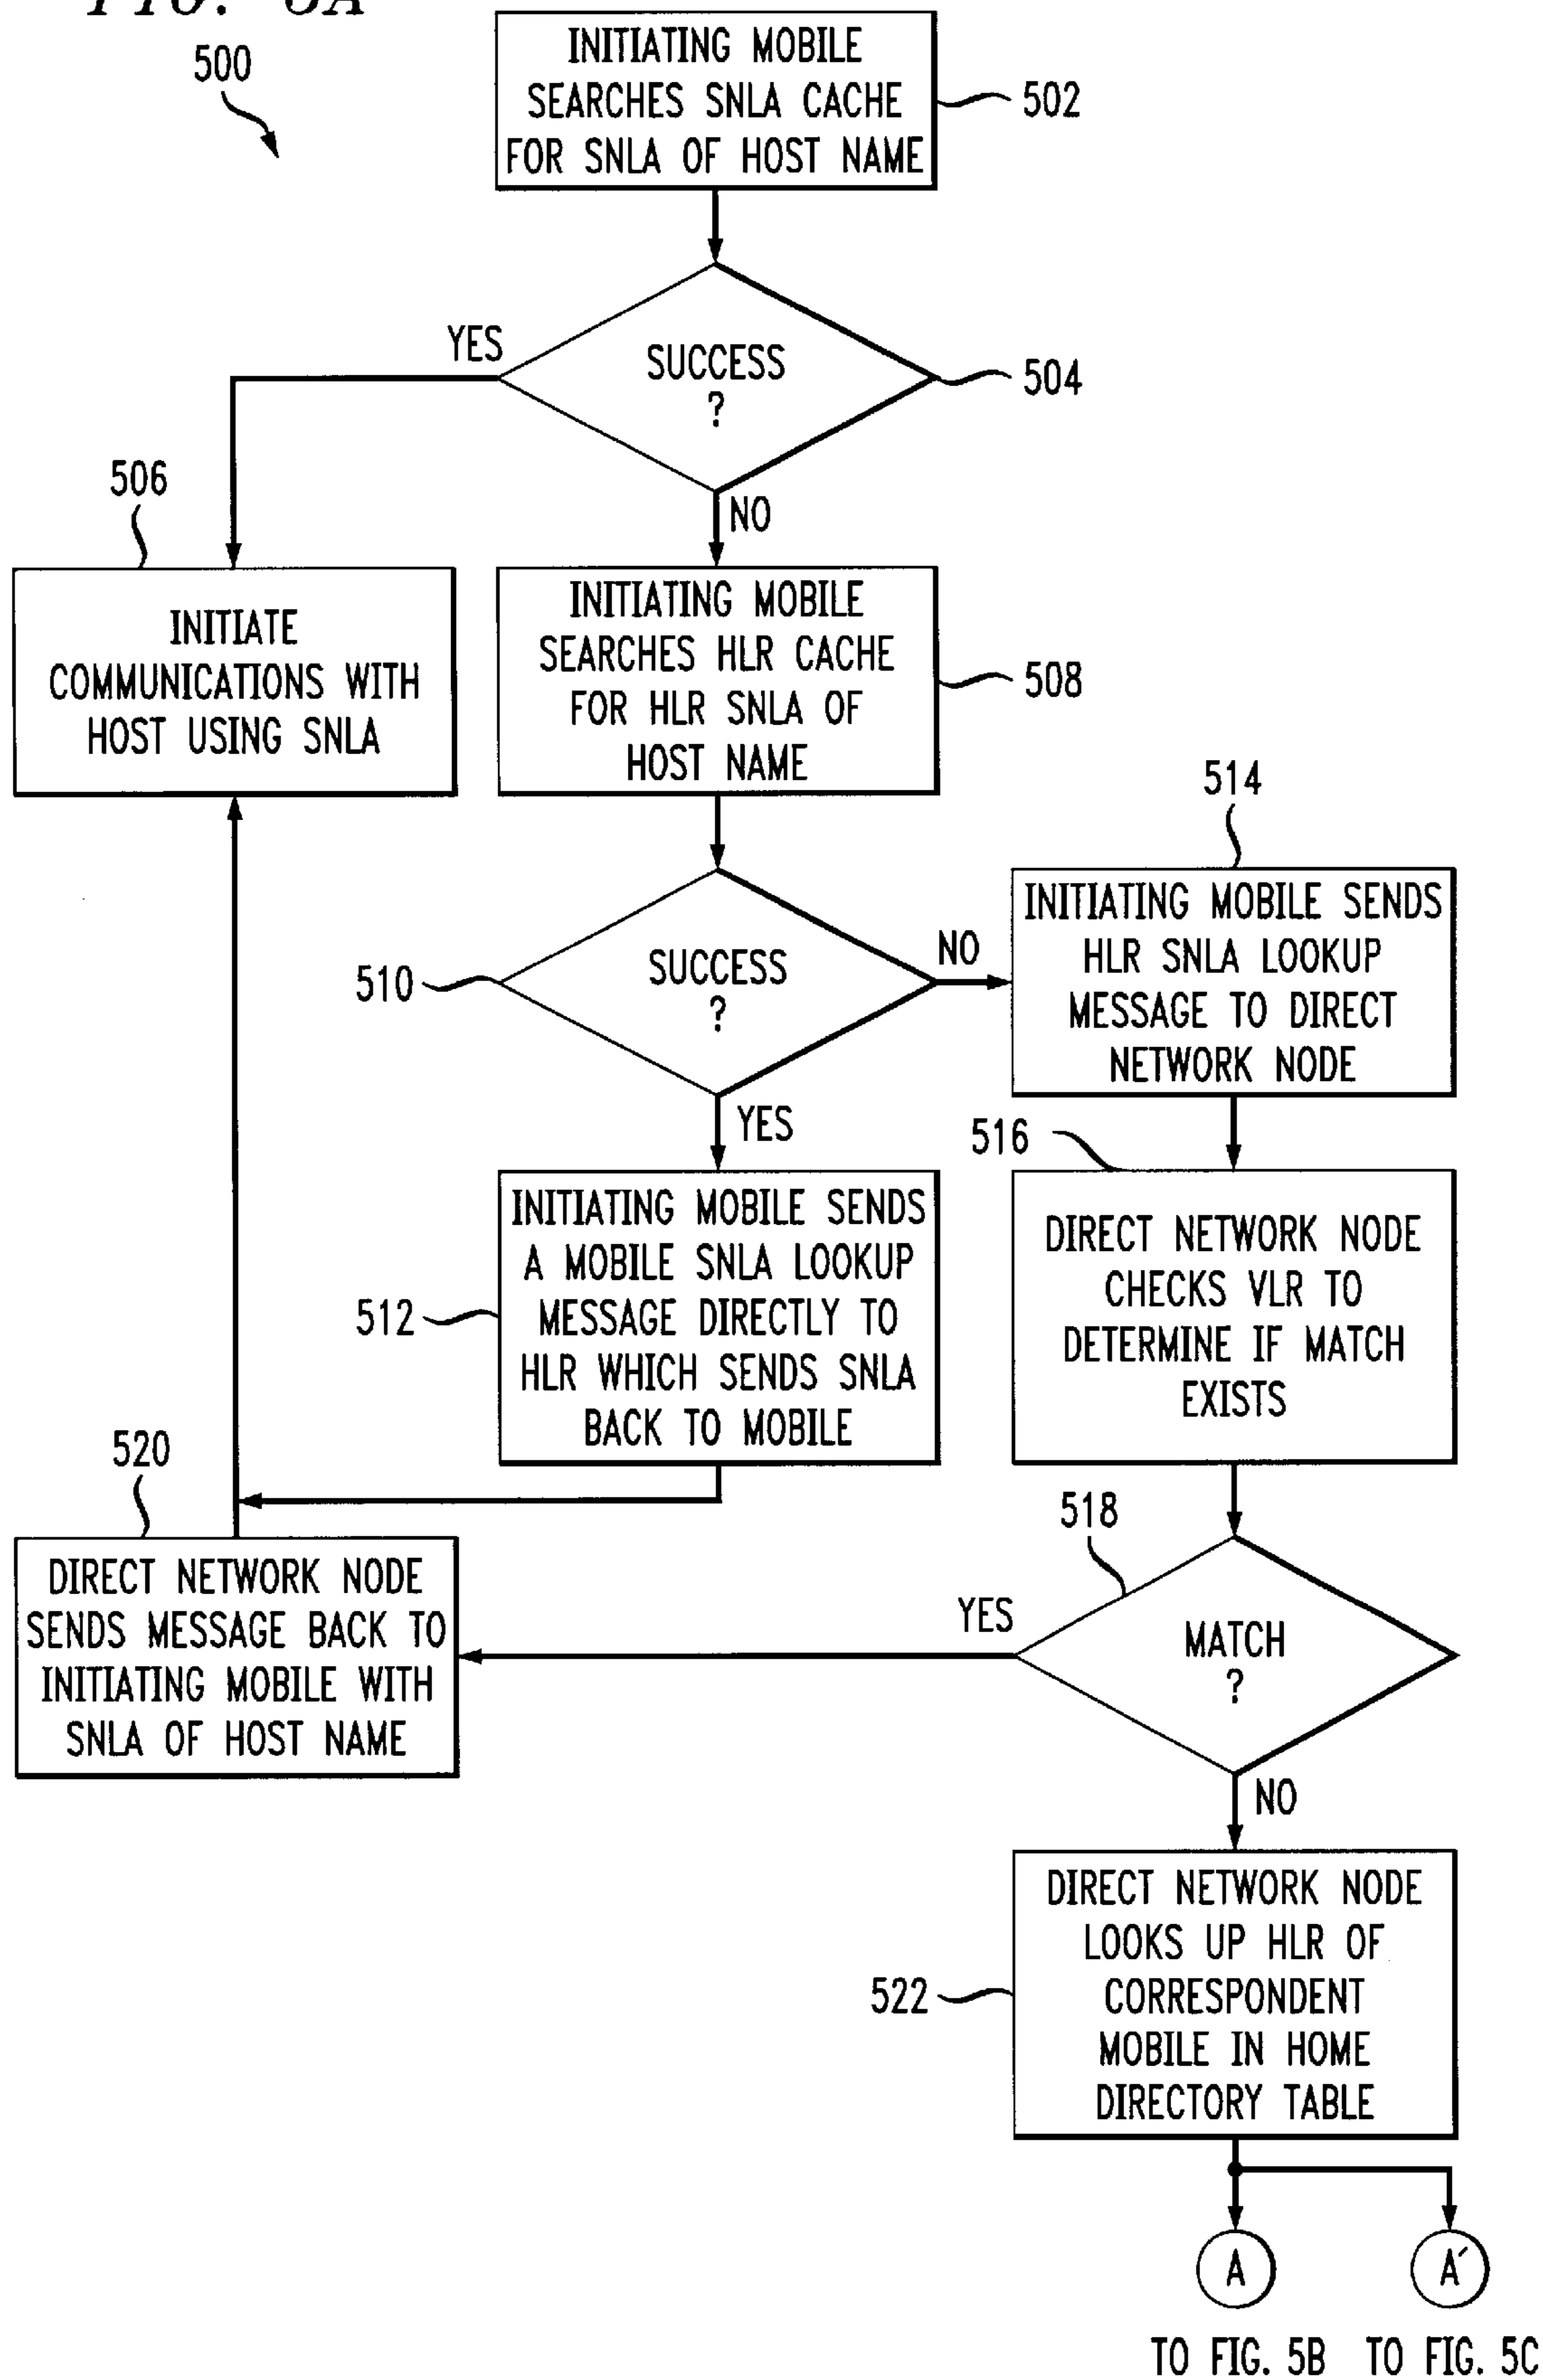 500
INITIATING MOBILE
SEARCHES SNLA CACHE
FOR SNLA OF HOST NAME
502
YES
SUCCESS
?
504
NO
506
INITIATE
COMMUNICATIONS WITH
HOST USING SNLA
INITIATING MOBILE
SEARCHES HLR CACHE
FOR HLR SNLA OF
HOST NAME
508
510
SUCCESS
?
NO
YES
514
INITIATING MOBILE SENDS
HLR SNLA LOOKUP
MESSAGE TO DIRECT
NETWORK NODE
512
INITIATING MOBILE SENDS
A MOBILE SNLA LOOKUP
MESSAGE DIRECTLY TO
HLR WHICH SENDS SNLA
BACK TO MOBILE
516
DIRECT NETWORK NODE
CHECKS VLR TO
DETERMINE IF MATCH
EXISTS
520
DIRECT NETWORK NODE
SENDS MESSAGE BACK TO
INITIATING MOBILE WITH
SNLA OF HOST NAME
518
YES
MATCH
?
NO
522
DIRECT NETWORK NODE
LOOKS UP HLR OF
CORRESPONDENT
MOBILE IN HOME
DIRECTORY TABLE
A
A´
TO FIG. 5B
TO FIG. 5C